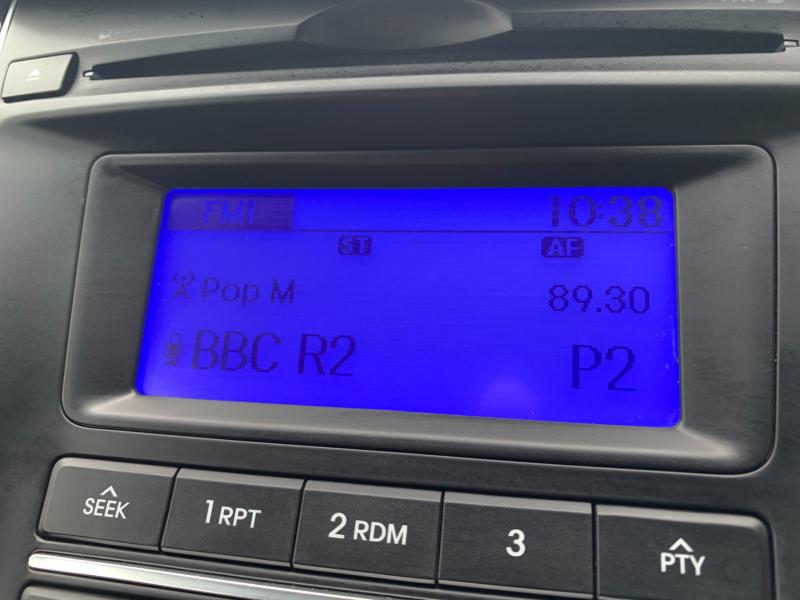 FM1 10:38
ST AF
Pop M 89.30
BBC R2 P2
SEEK 1 RPT 2 RDM 3 PTY